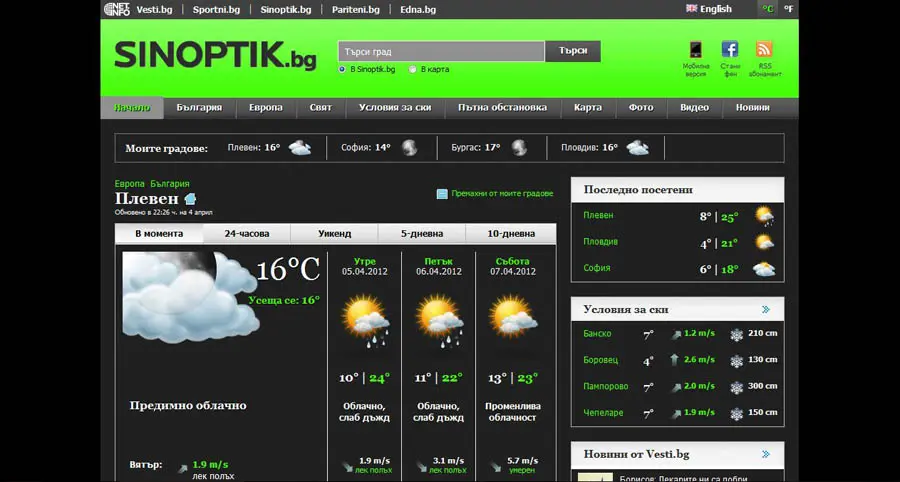 NET INFO Vesti.bg | Sportni.bg | Sinoptik.bg | Pariteni.bg | Edna.bg English °C °F
SINOPTIK.bg
Търси град Търси
В Sinoptik.bg В карта
Мобилна версия
Стани фен
RSS абонамент
Начало България Европа Свят Условия за ски Пътна обстановка Карта Фото Видео Новини
Моите градове: Плевен: 16° София: 14° Бургас: 17° Пловдив: 16°
Европа България
Плевен
Обновено в 22:26 ч. на 4 април
Премахни от моите градове
В момента 24-часова Уикенд 5-дневна 10-дневна
16°C
Усеща се: 16°
Предимно облачно
Вятър: 1.9 m/s
лек полъх
Утре
05.04.2012
10° | 24°
Облачно,
слаб дъжд
1.9 m/s
лек полъх
Петък
06.04.2012
11° | 22°
Облачно,
слаб дъжд
3.1 m/s
лек полъх
Събота
07.04.2012
13° | 23°
Променлива
облачност
5.7 m/s
умерен
Последно посетени
Плевен 8° | 25°
Пловдив 4° | 21°
София 6° | 18°
Условия за ски
Банско 7° 1.2 m/s 210 cm
Боровец 4° 2.6 m/s 130 cm
Пампорово 7° 2.0 m/s 300 cm
Чепеларе 7° 1.9 m/s 150 cm
Новини от Vesti.bg
Борисов: Лекарите ни са добри,